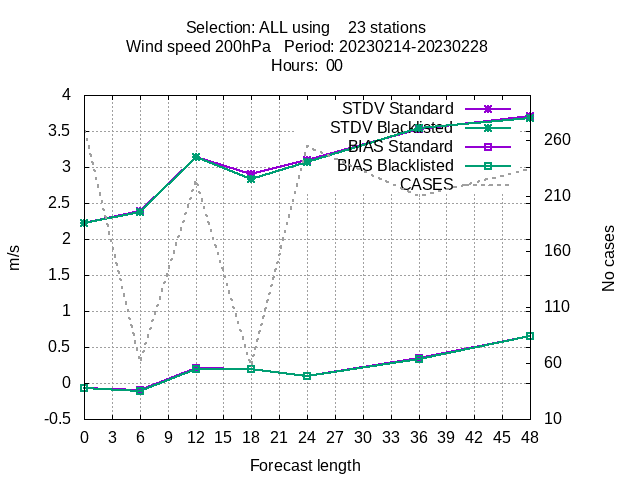 Selection: ALL using    23 stations
Wind speed 200hPa   Period: 20230214-20230228
Hours:  00
STDV Standard
STDV Blacklisted
BIAS Standard
BIAS Blacklisted
CASES
4
3.5
3
2.5
2
1.5
1
0.5
0
-0.5
m/s
260
210
160
110
60
10
No cases
0 3 6 9 12 15 18 21 24 27 30 33 36 39 42 45 48
Forecast length